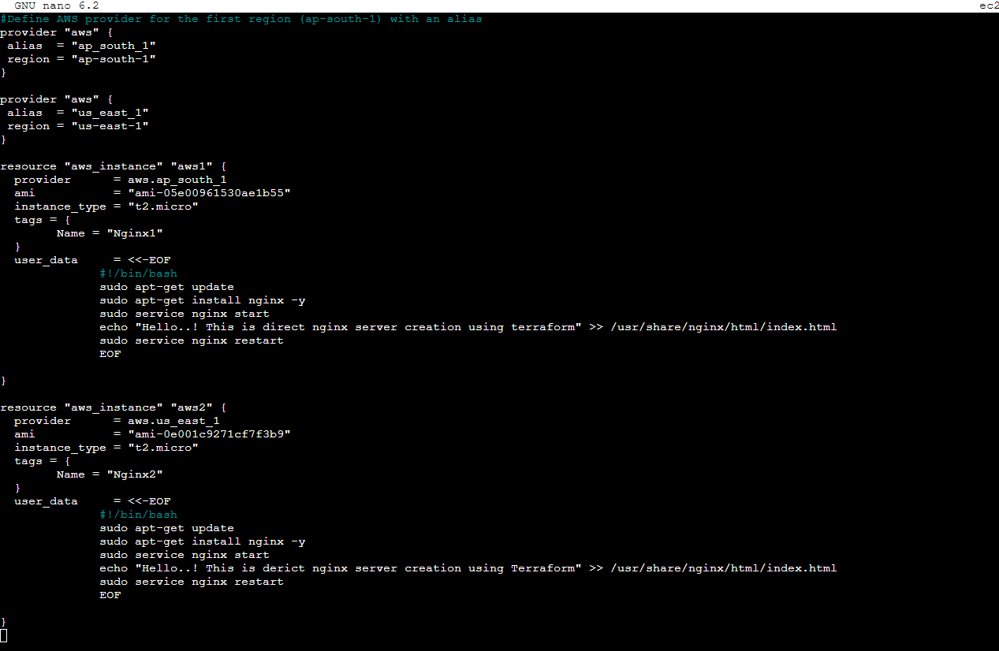 GNU nano 6.2 ec2
#Define AWS provider for the first region (ap-south-1) with an alias
provider "aws" {
alias = "ap_south_1"
region = "ap-south-1"
}
provider "aws" {
alias = "us_east_1"
region = "us-east-1"
}
resource "aws_instance" "aws1" {
provider = aws.ap_south_1
ami = "ami-05e00961530ae1b55"
instance_type = "t2.micro"
tags = {
Name = "Nginx1"
}
user_data = <<-EOF
#!/bin/bash
sudo apt-get update
sudo apt-get install nginx -y
sudo service nginx start
echo "Hello..! This is direct nginx server creation using terraform" >> /usr/share/nginx/html/index.html
sudo service nginx restart
EOF
}
resource "aws_instance" "aws2" {
provider = aws.us_east_1
ami = "ami-0e001c9271cf7f3b9"
instance_type = "t2.micro"
tags = {
Name = "Nginx2"
}
user_data = <<-EOF
#!/bin/bash
sudo apt-get update
sudo apt-get install nginx -y
sudo service nginx start
echo "Hello..! This is derict nginx server creation using Terraform" >> /usr/share/nginx/html/index.html
sudo service nginx restart
EOF
}